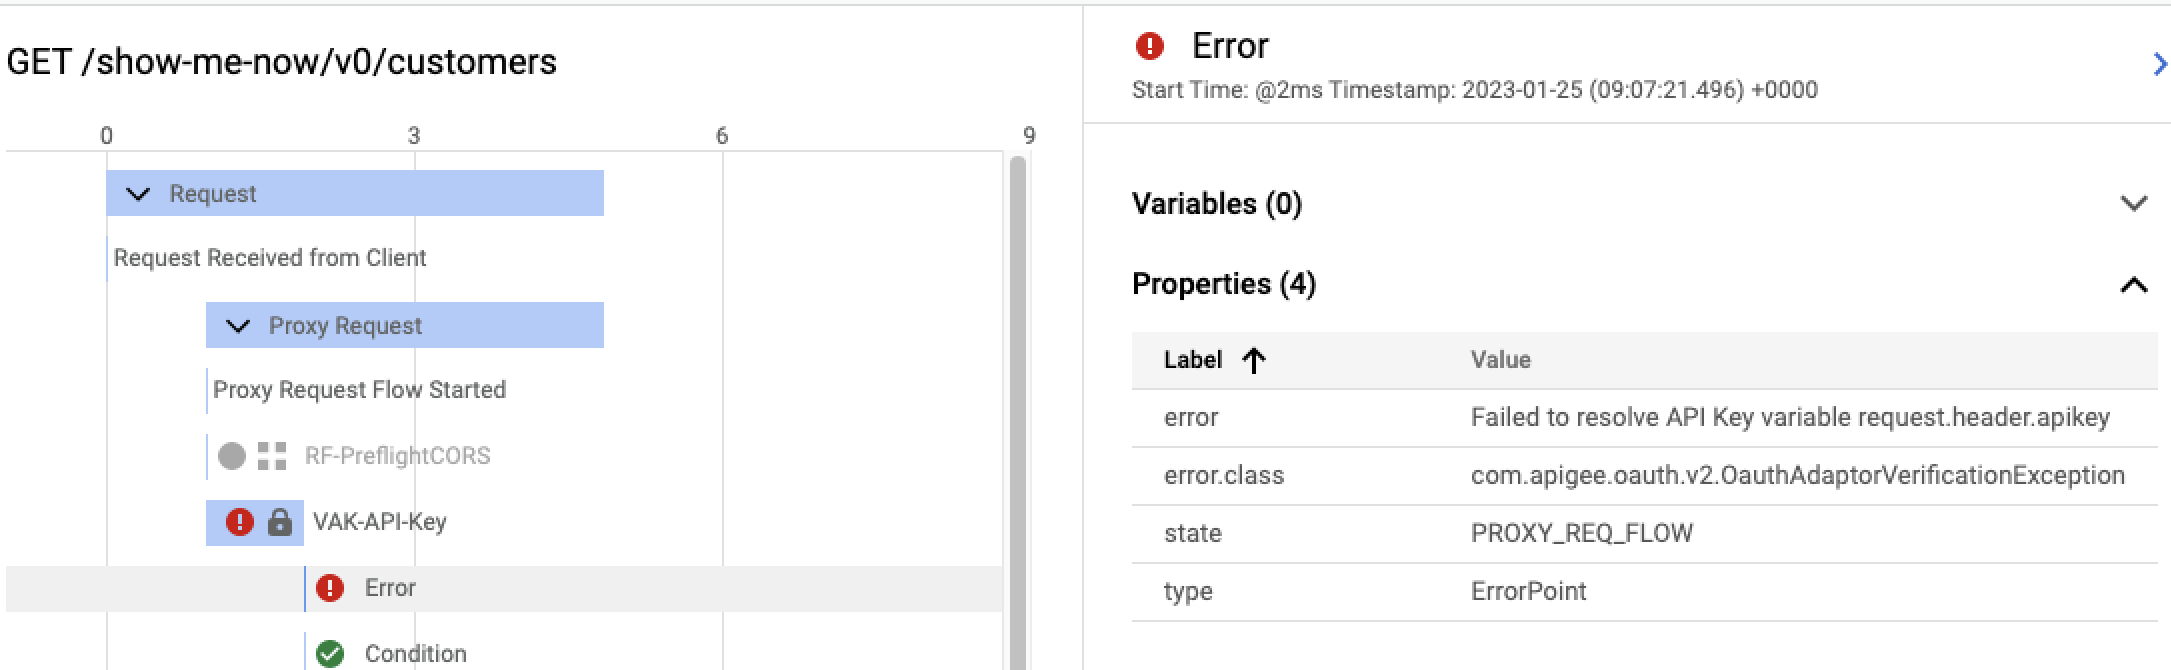 GET /show-me-now/v0/customers
0 3 6 9
Request
Request Received from Client
Proxy Request
Proxy Request Flow Started
RF-PreflightCORS
VAK-API-Key
Error
Condition
Error
Start Time: @2ms Timestamp: 2023-01-25 (09:07:21.496) +0000
Variables (0)
Properties (4)
Label Value
error Failed to resolve API Key variable request.header.apikey
error.class com.apigee.oauth.v2.OauthAdaptorVerificationException
state PROXY_REQ_FLOW
type ErrorPoint